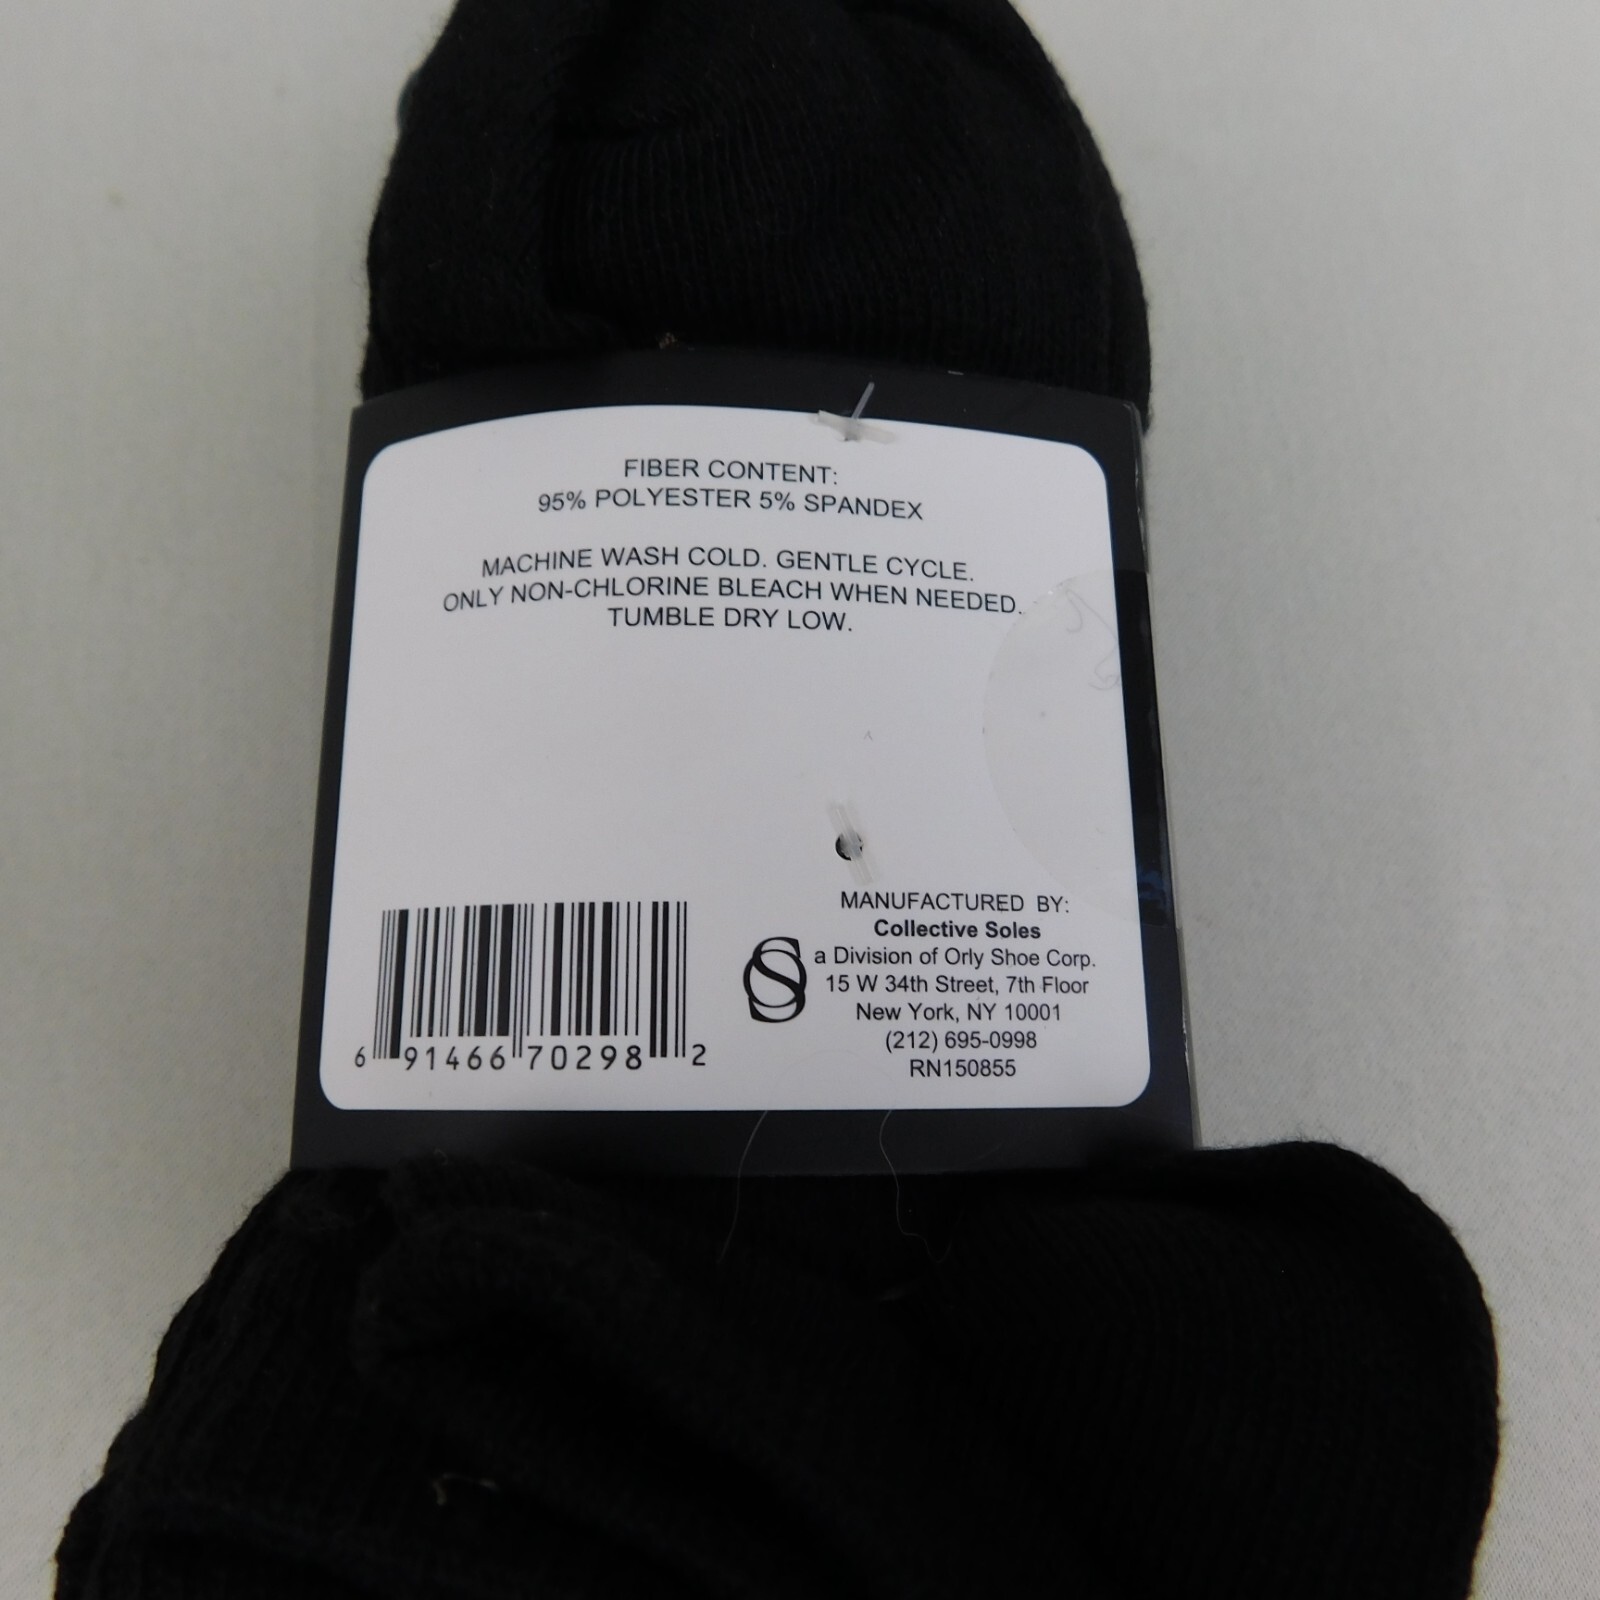 FIBER CONTENT:
95% POLYESTER 5% SPANDEX
MACHINE WASH COLD. GENTLE CYCLE.
ONLY NON-CHLORINE BLEACH WHEN NEEDED.
TUMBLE DRY LOW.
6 91466 70298 2
MANUFACTURED BY:
Collective Soles
a Division of Orly Shoe Corp.
15 W 34th Street, 7th Floor
New York, NY 10001
(212) 695-0998
RN150855